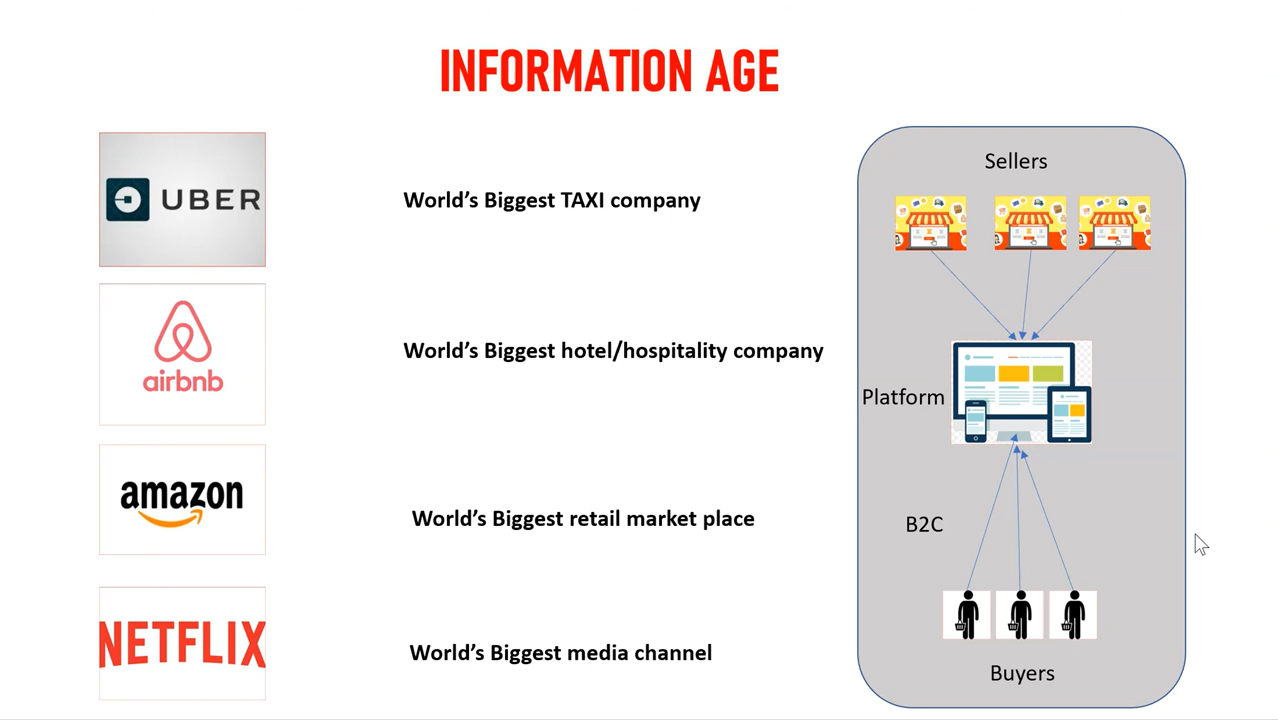 INFORMATION AGE
UBER
World's Biggest TAXI company
airbnb
World's Biggest hotel/hospitality company
amazon
World's Biggest retail market place
NETFLIX
World's Biggest media channel
Sellers
Platform
B2C
Buyers